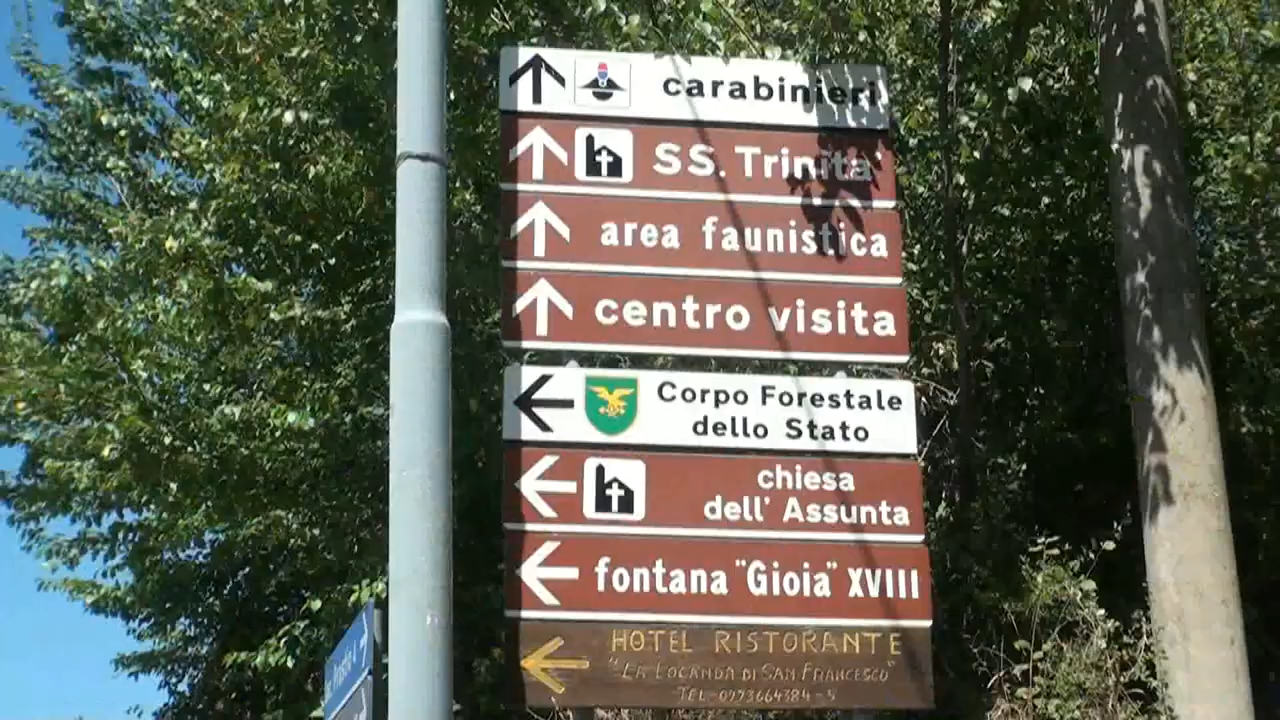 carabinieri
SS. Trinita'
area faunistica
centro visita
Corpo Forestale
dello Stato
chiesa
dell' Assunta
fontana "Gioia" XVIII
HOTEL RISTORANTE
"LA LOCANDA DI SAN FRANCESCO"
TEL-0973664384-5